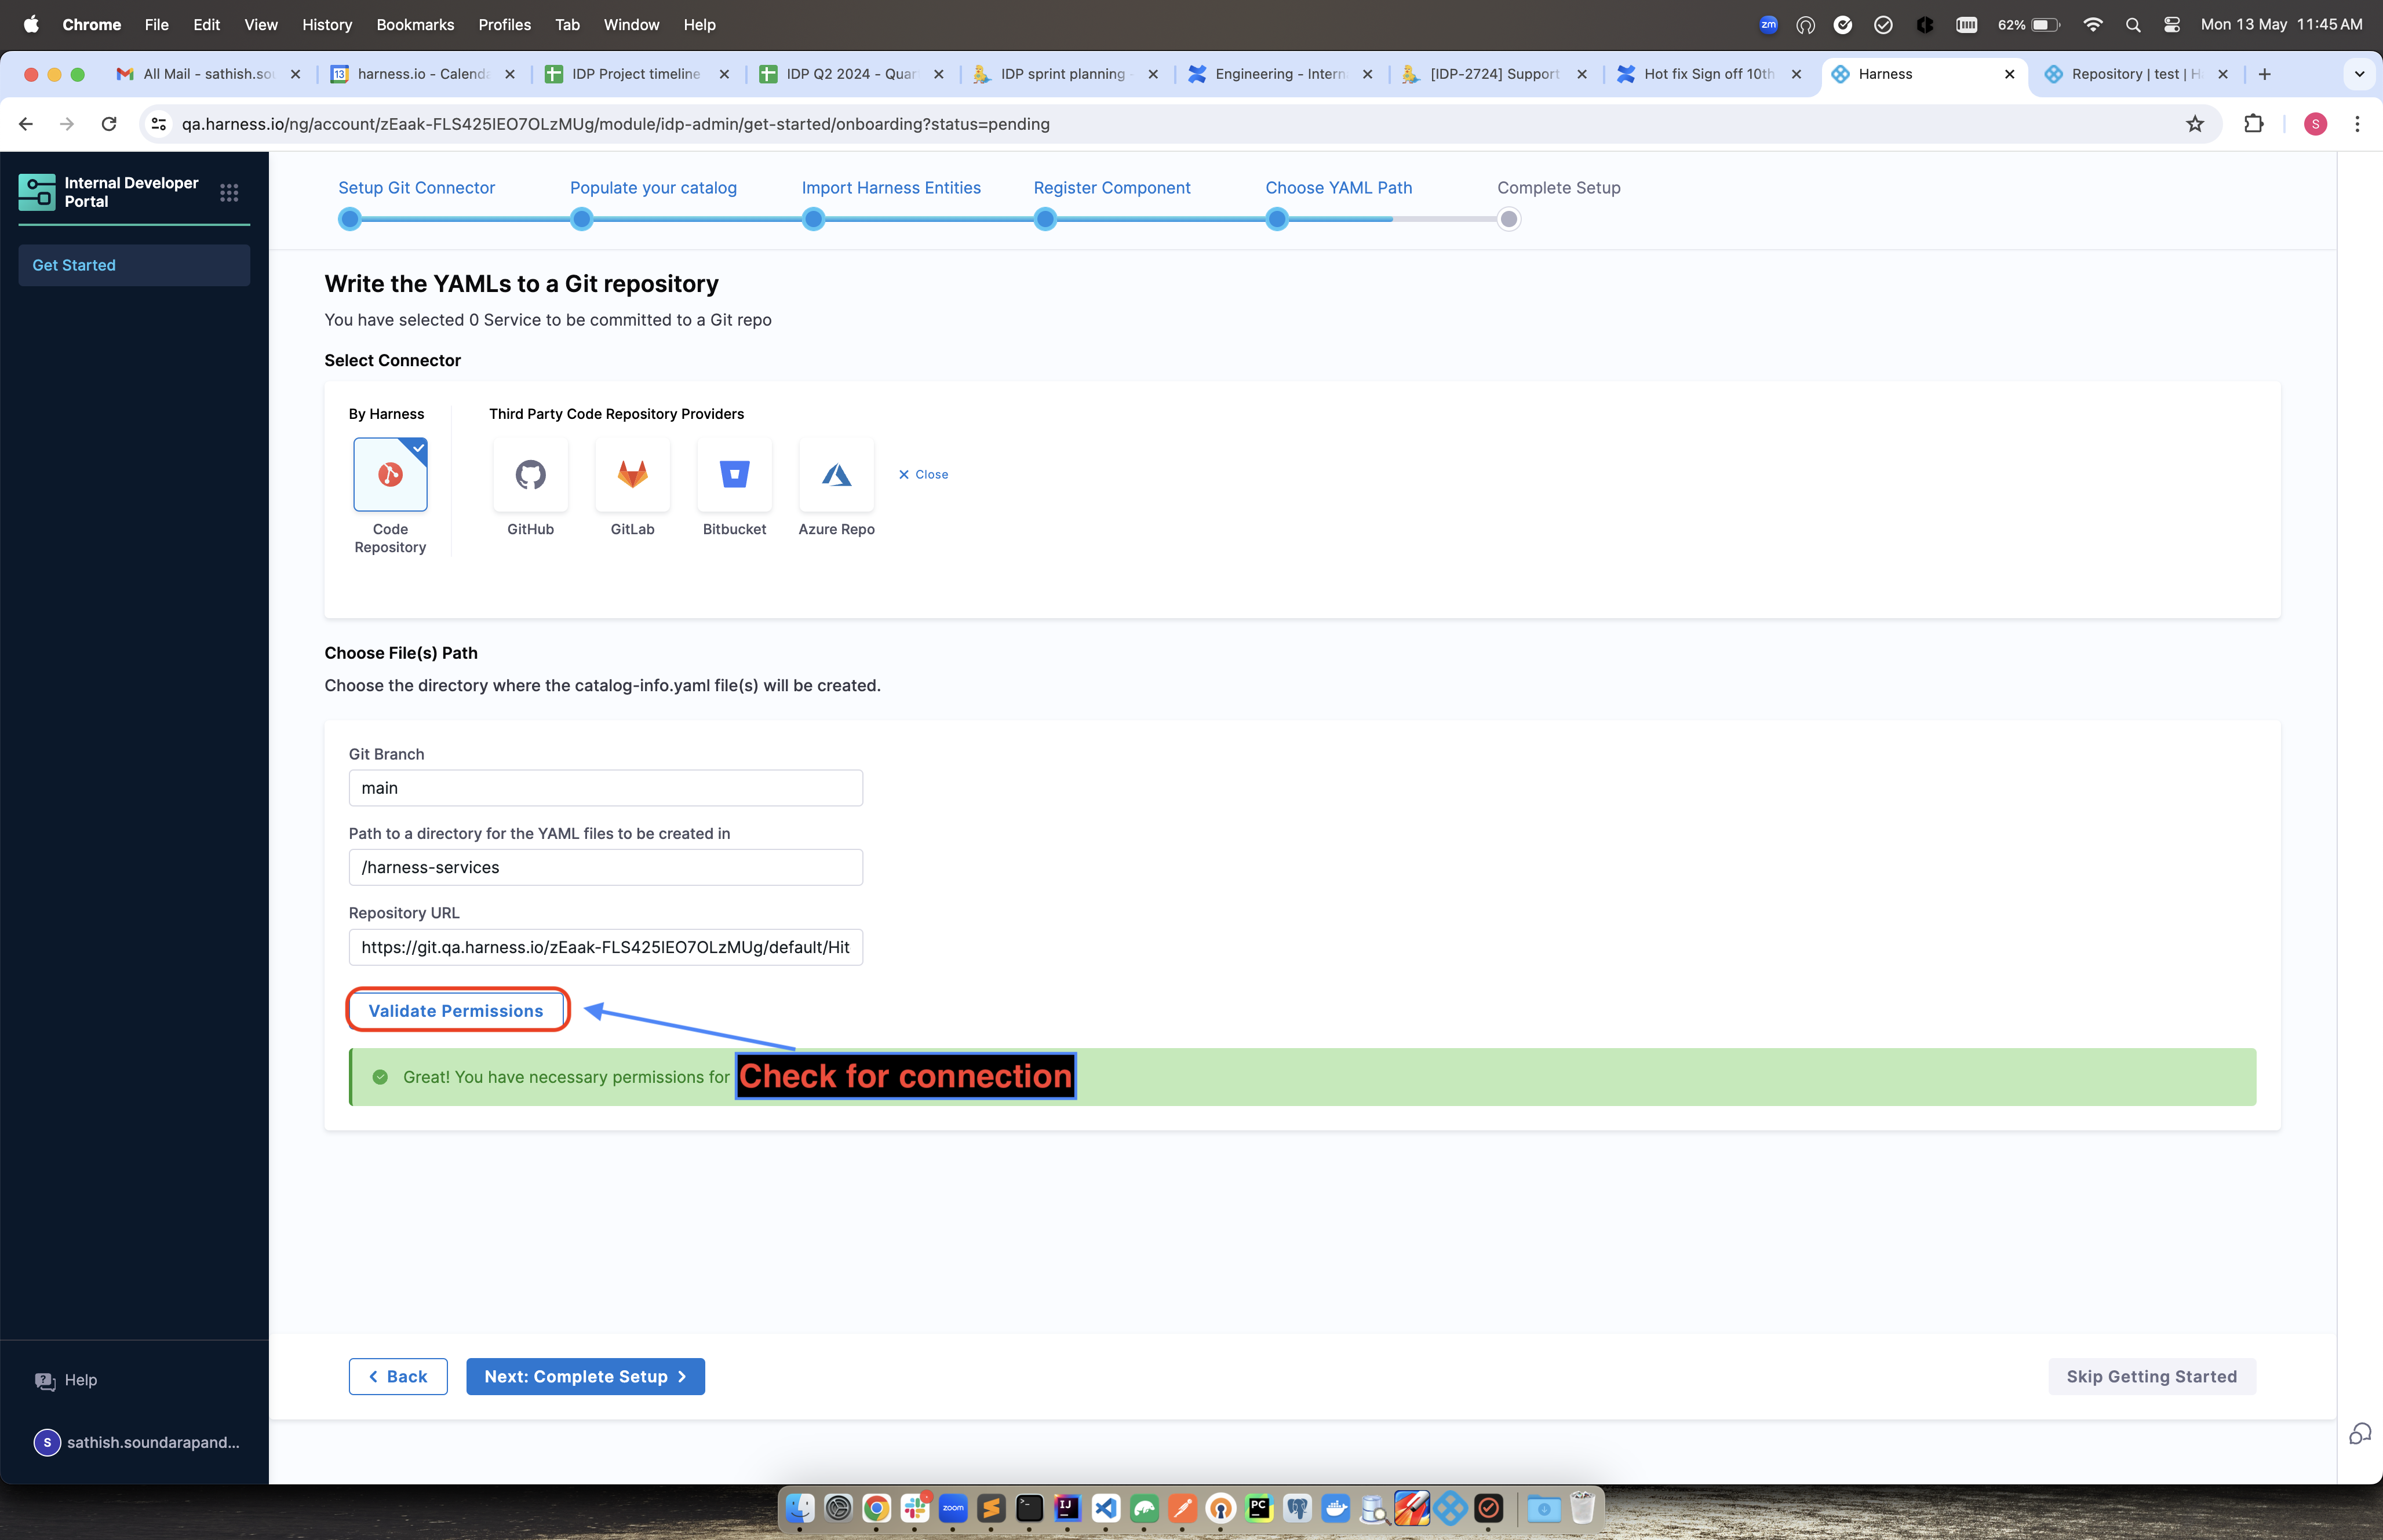 Chrome File Edit View History Bookmarks Profiles Tab Window Help
zm 62% Mon 13 May 11:45 AM
All Mail - sathish.sou
13 harness.io - Calenda
IDP Project timeline
IDP Q2 2024 - Quar
IDP sprint planning -
Engineering - Intern
[IDP-2724] Support
Hot fix Sign off 10th
Harness
Repository | test | Ha
qa.harness.io/ng/account/zEaak-FLS425IEO7OLzMUg/module/idp-admin/get-started/onboarding?status=pending
S
Internal Developer
Portal
Get Started
Setup Git Connector
Populate your catalog
Import Harness Entities
Register Component
Choose YAML Path
Complete Setup
Write the YAMLs to a Git repository
You have selected 0 Service to be committed to a Git repo
Select Connector
By Harness
Third Party Code Repository Providers
Code
Repository
GitHub
GitLab
Bitbucket
Azure Repo
Close
Choose File(s) Path
Choose the directory where the catalog-info.yaml file(s) will be created.
Git Branch
main
Path to a directory for the YAML files to be created in
/harness-services
Repository URL
https://git.qa.harness.io/zEaak-FLS425IEO7OLzMUg/default/Hit
Validate Permissions
Great! You have necessary permissions for
Check for connection
Back
Next: Complete Setup
Skip Getting Started
Help
S sathish.soundarapand...
zoom
IJ
PC